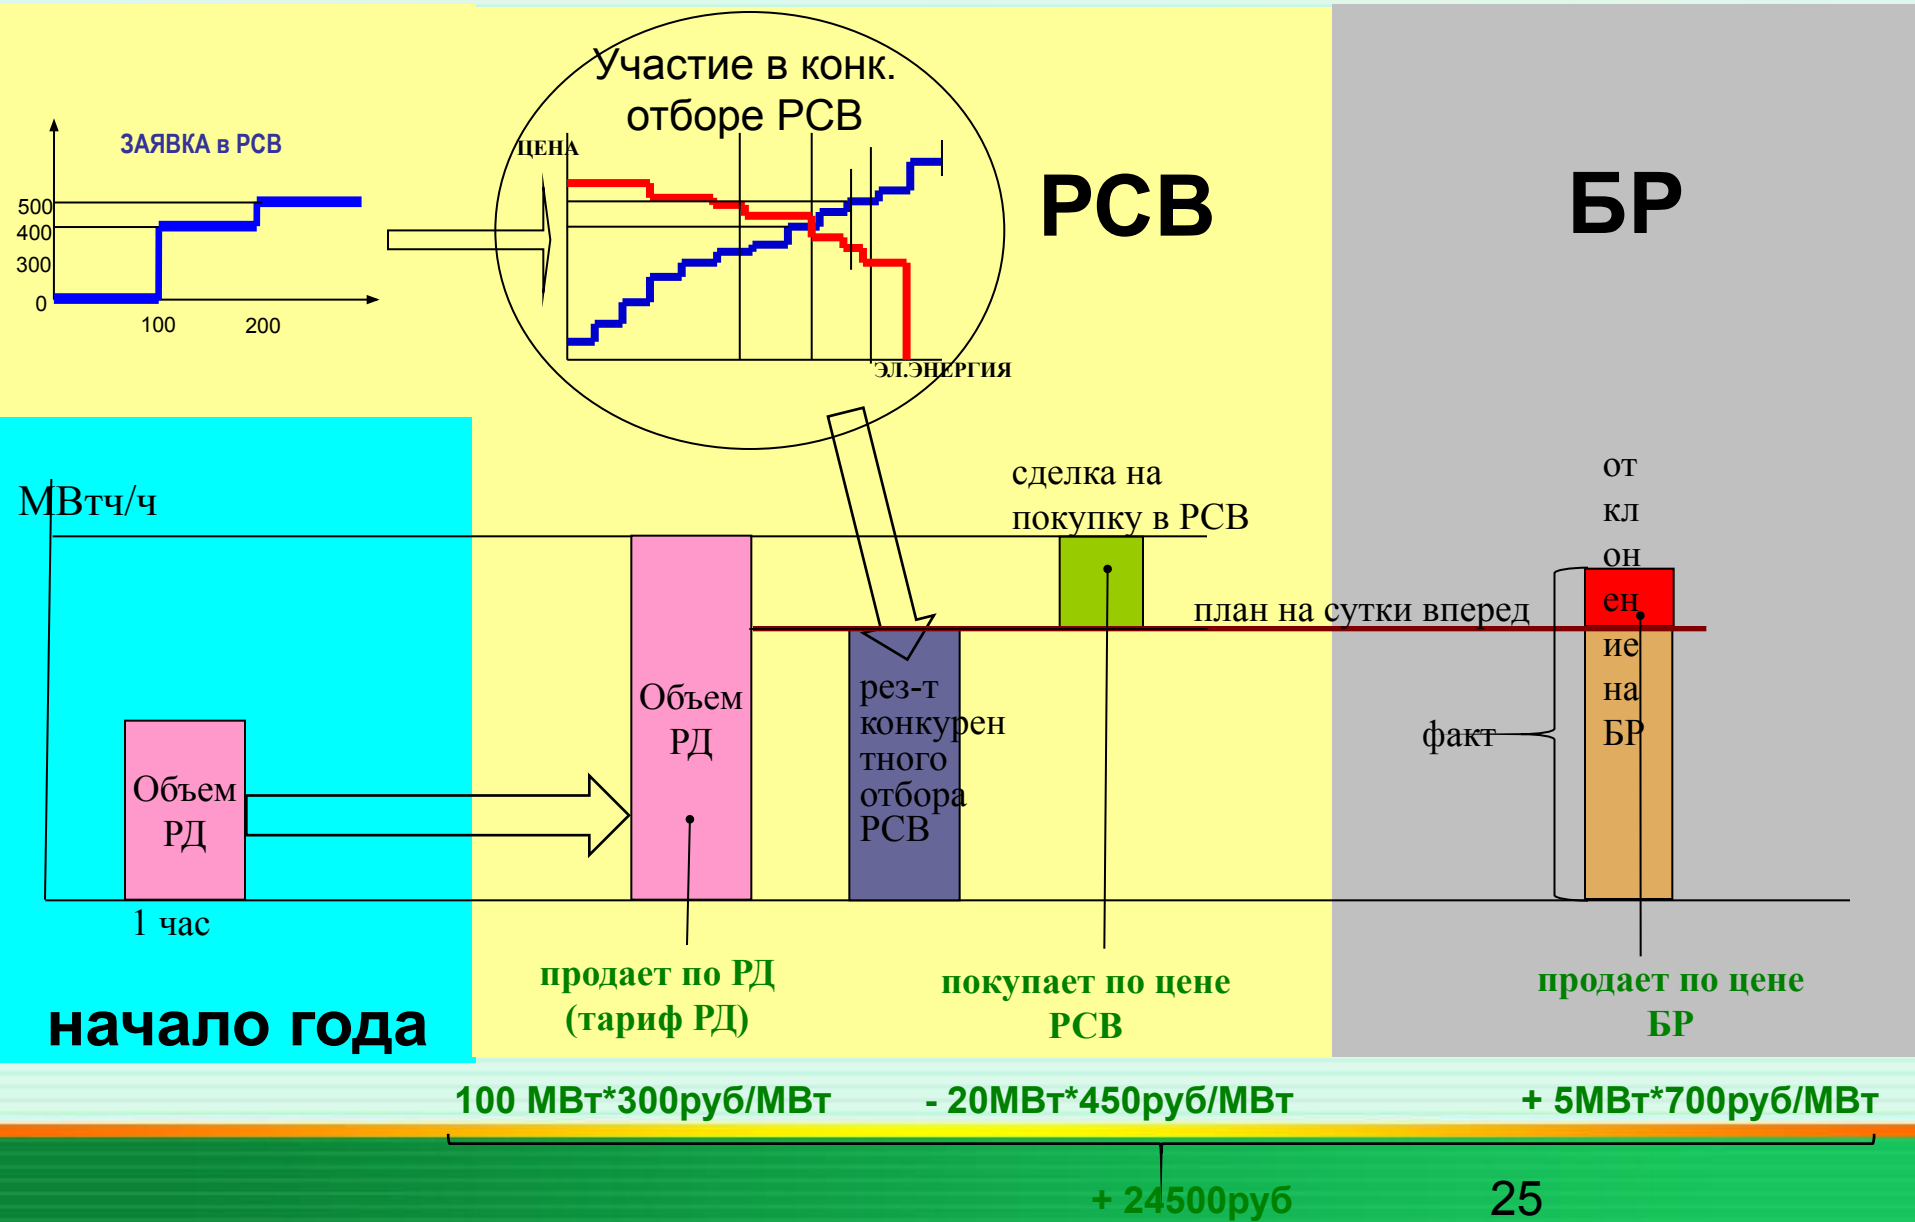 Участие в конк.
отборе РСВ
ЗАЯВКА в РСВ
500
400
300
0
100
200
ЦЕНА
ЭЛ.ЭНЕРГИЯ
РСВ
БР
МВтч/ч
Объем
РД
1 час
начало года
Объем
РД
рез-т
конкурен
тного
отбора
РСВ
сделка на
покупку в РСВ
план на сутки вперед
от
кл
он
ен
ие
на
БР
факт
продает по РД
(тариф РД)
покупает по цене
РСВ
продает по цене
БР
100 МВт*300руб/МВт
- 20МВт*450руб/МВт
+ 5МВт*700руб/МВт
+ 24500руб
25